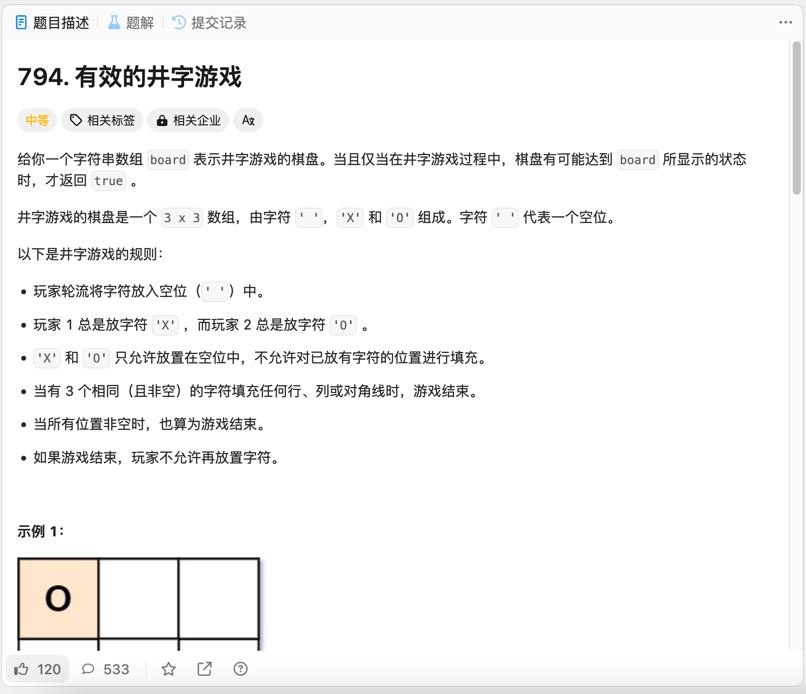 题目描述 题解 提交记录
794. 有效的井字游戏
中等 相关标签 相关企业 Aあ
给你一个字符串数组 board 表示井字游戏的棋盘。当且仅当在井字游戏过程中，棋盘有可能达到 board 所显示的状态
时，才返回 true 。
井字游戏的棋盘是一个 3 x 3 数组，由字符 ' '，'X' 和 'O' 组成。字符 ' ' 代表一个空位。
以下是井字游戏的规则：
• 玩家轮流将字符放入空位（' '）中。
• 玩家 1 总是放字符 'X' ，而玩家 2 总是放字符 'O' 。
• 'X' 和 'O' 只允许放置在空位中，不允许对已放有字符的位置进行填充。
• 当有 3 个相同（且非空）的字符填充任何行、列或对角线时，游戏结束。
• 当所有位置非空时，也算为游戏结束。
• 如果游戏结束，玩家不允许再放置字符。
示例 1：
O
120 533